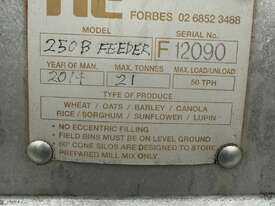 FORBES 02 6852 3488
MODEL SERIAL No.
250B FEEDER F 12090
YEAR OF MAN. MAX. TONNES MAX. LOAD/UNLOAD
2014 21 50 TPH
TYPE OF PRODUCE
WHEAT / OATS / BARLEY / CANOLA
RICE / SORGHUM / SUNFLOWER / LUPIN
• NO ECCENTRIC FILLING
• FIELD BINS MUST BE ON LEVEL GROUND
• 60° CONE SILOS ARE DESIGNED TO STORE
PREPARED MILL MIX ONLY